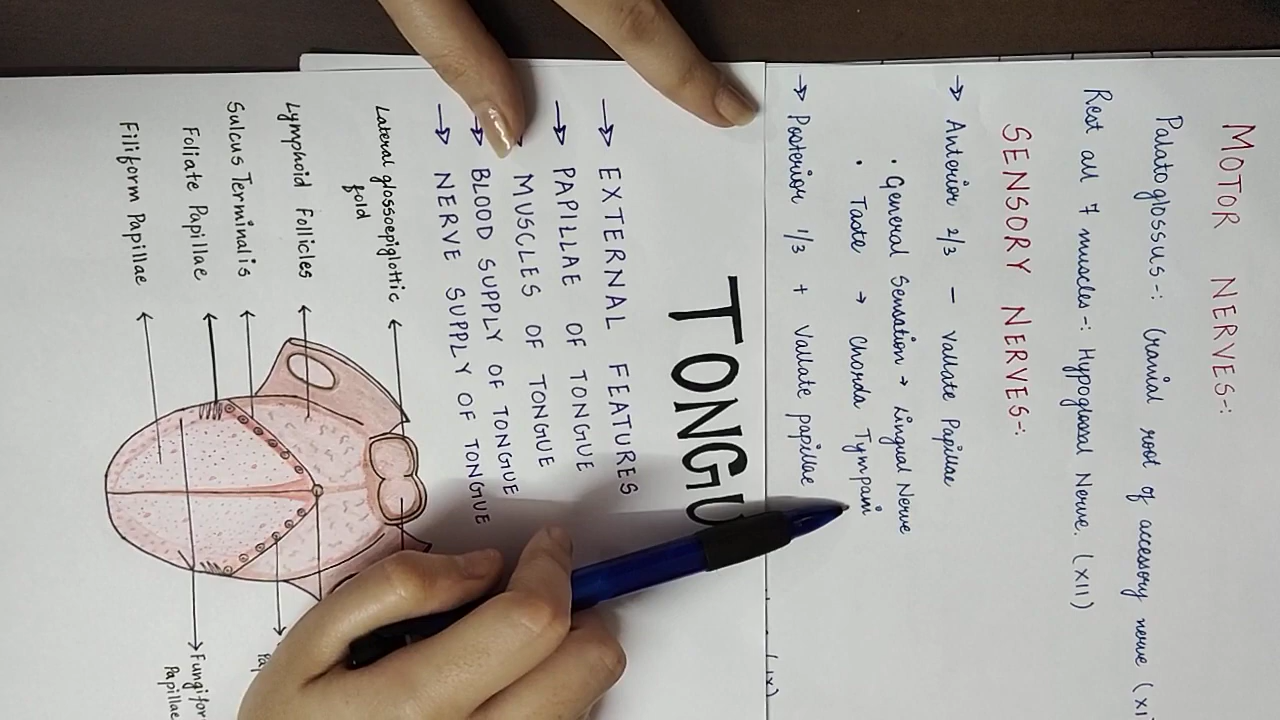 MOTOR NERVES-:
Palatoglossus-: Cranial root of accessory nerve (XI
Rest all 7 muscles-: Hypoglossal Nerve. (XII)
SENSORY NERVES-:
→ Anterior 2/3 - Vallate Papillae
• General Sensation → Lingual Nerve
• Taste → Chorda Tympani
→ Posterior 1/3 + Vallate papillae
(IX)
TONGU
→ EXTERNAL FEATURES
→ PAPILLAE OF TONGUE
MUSCLES OF TONGUE
→ BLOOD SUPPLY OF TONGUE
→ NERVE SUPPLY OF TONGUE
Lateral glossoepiglottic
fold
Lymphoid Follicles
Sulcus Terminalis
Foliate Papillae
Filiform Papillae
Pa
Fungifor
Papillae